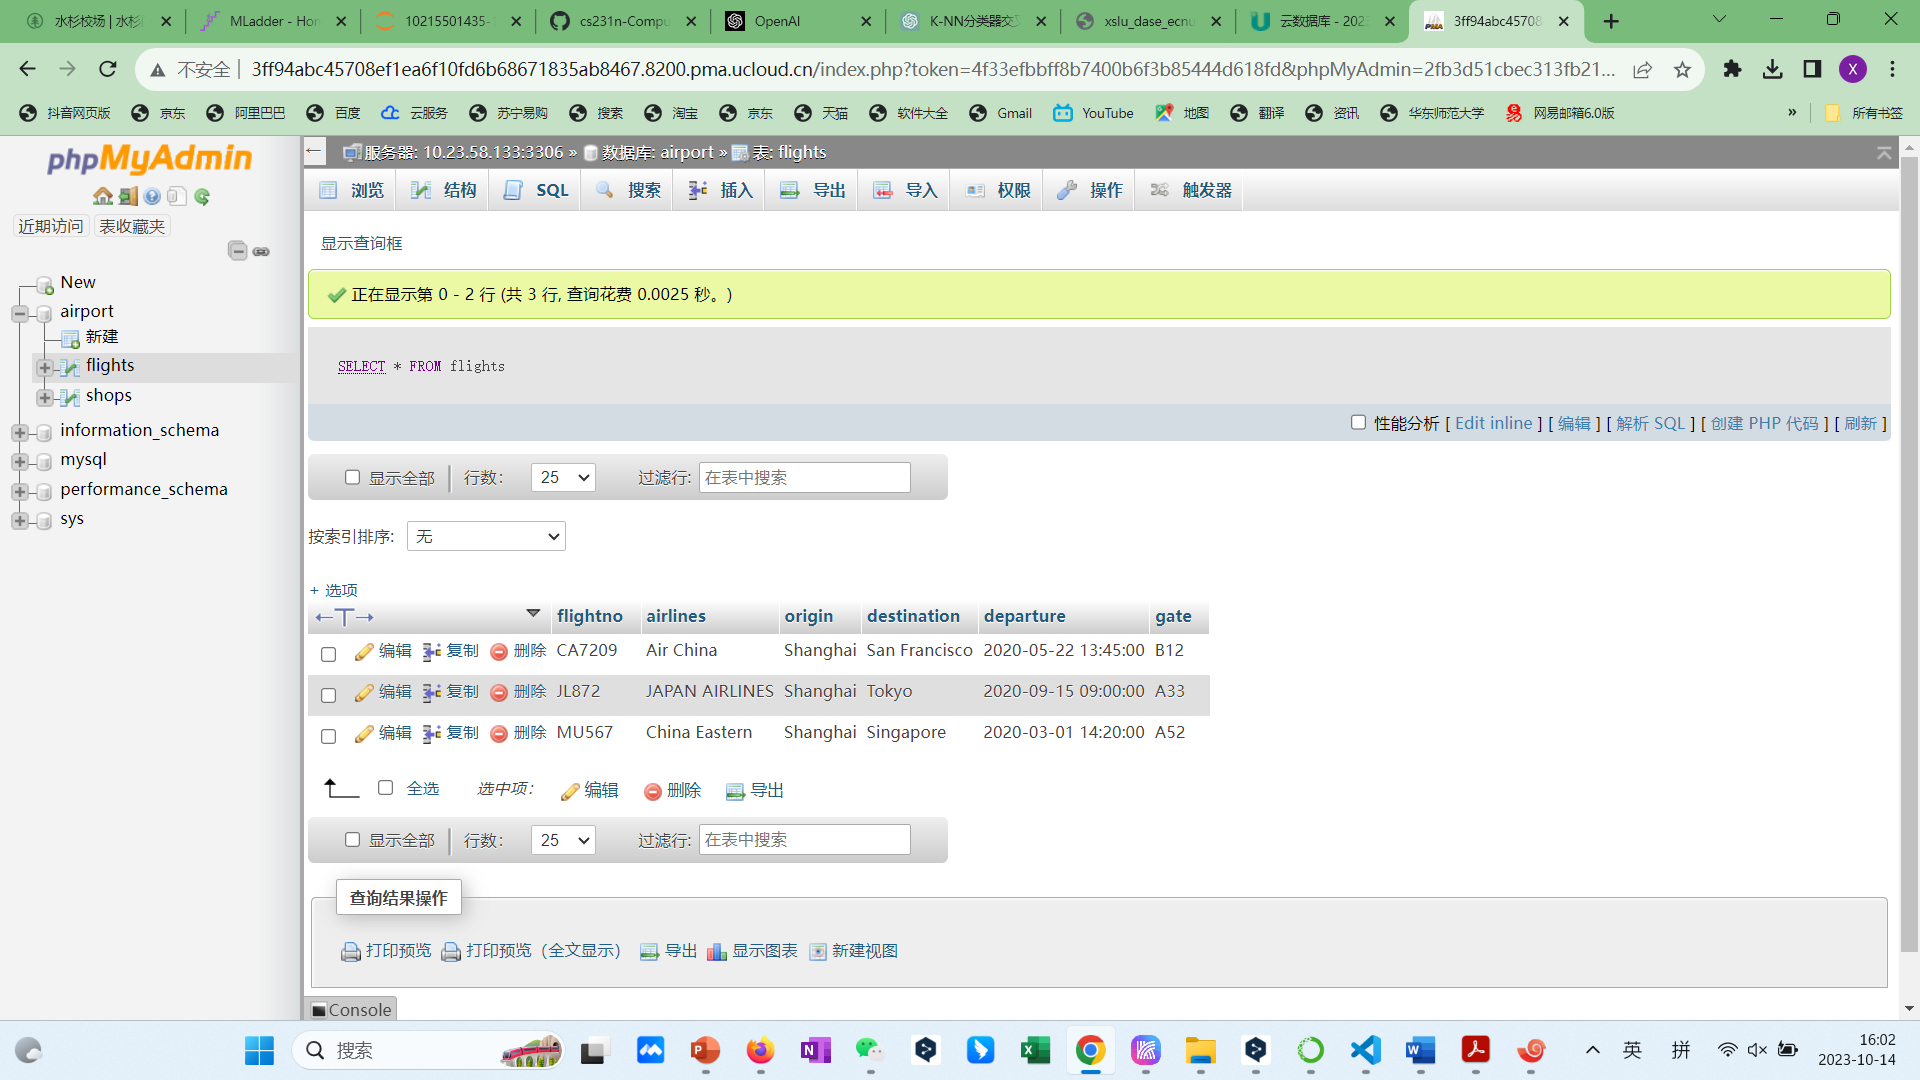 水杉校场 | 水杉
MLadder - Hon
10215501435-
cs231n-Compu
OpenAI
K-NN分类器交
xslu_dase_ecnu
云数据库 - 202
3ff94abc45708
不安全 | 3ff94abc45708ef1ea6f10fd6b68671835ab8467.8200.pma.ucloud.cn/index.php?token=4f33efbbff8b7400b6f3b85444d618fd&phpMyAdmin=2fb3d51cbec313fb21...
X
抖音网页版 京东 阿里巴巴 百度 云服务 苏宁易购 搜索 淘宝 京东 天猫 软件大全 Gmail YouTube 地图 翻译 资讯 华东师范大学 网易邮箱6.0版 » 所有书签
phpMyAdmin
近期访问 表收藏夹
New
airport
新建
flights
shops
information_schema
mysql
performance_schema
sys
服务器: 10.23.58.133:3306 » 数据库: airport » 表: flights
浏览 结构 SQL 搜索 插入 导出 导入 权限 操作 触发器
显示查询框
正在显示第 0 - 2 行 (共 3 行, 查询花费 0.0025 秒。)
SELECT * FROM flights
性能分析 [ Edit inline ] [ 编辑 ] [ 解析 SQL ] [ 创建 PHP 代码 ] [ 刷新 ]
显示全部 | 行数: 25 过滤行: 在表中搜索
按索引排序: 无
+ 选项
←T→ flightno airlines origin destination departure gate
编辑 复制 删除 CA7209 Air China Shanghai San Francisco 2020-05-22 13:45:00 B12
编辑 复制 删除 JL872 JAPAN AIRLINES Shanghai Tokyo 2020-09-15 09:00:00 A33
编辑 复制 删除 MU567 China Eastern Shanghai Singapore 2020-03-01 14:20:00 A52
全选 选中项: 编辑 删除 导出
显示全部 | 行数: 25 过滤行: 在表中搜索
查询结果操作
打印预览 打印预览（全文显示） 导出 显示图表 新建视图
Console
搜索
英 拼
16:02
2023-10-14